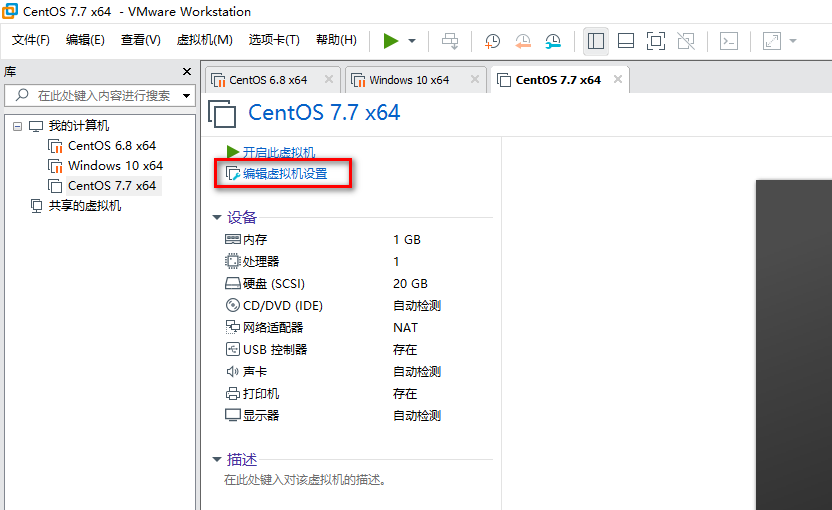 CentOS 7.7 x64 - VMware Workstation
文件(F) 编辑(E) 查看(V) 虚拟机(M) 选项卡(T) 帮助(H)
库
在此处键入内容进行搜索
我的计算机
CentOS 6.8 x64
Windows 10 x64
CentOS 7.7 x64
共享的虚拟机
CentOS 6.8 x64 Windows 10 x64 CentOS 7.7 x64
CentOS 7.7 x64
开启此虚拟机
编辑虚拟机设置
设备
内存 1 GB
处理器 1
硬盘 (SCSI) 20 GB
CD/DVD (IDE) 自动检测
网络适配器 NAT
USB 控制器 存在
声卡 自动检测
打印机 存在
显示器 自动检测
描述
在此处键入对该虚拟机的描述。